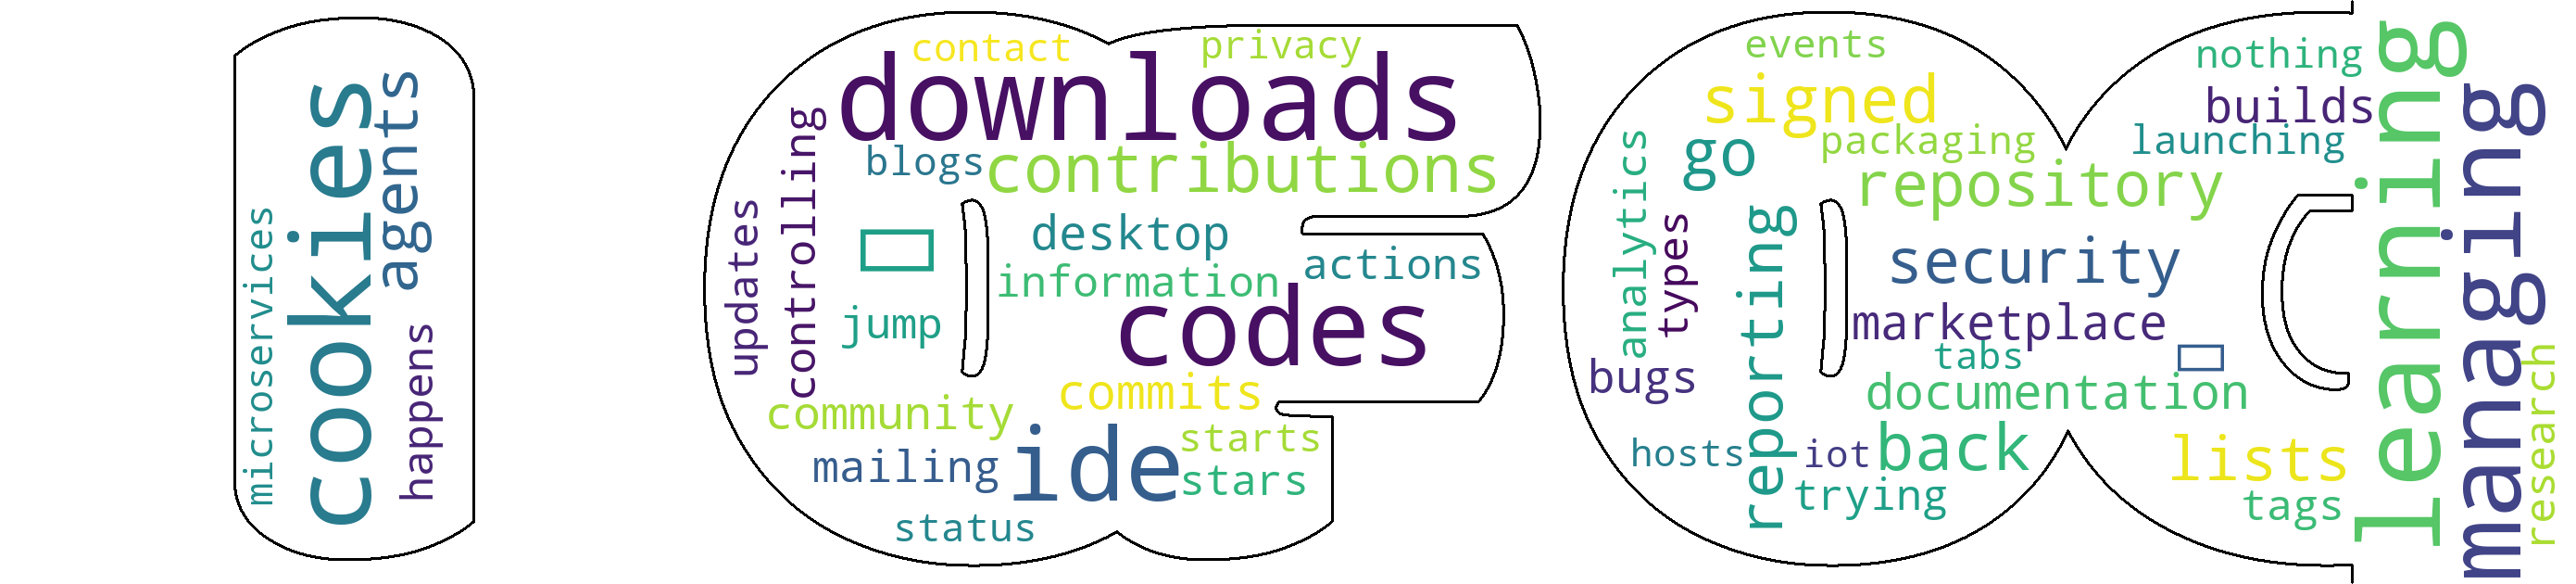 microservices
cookies
agents
happens
contact
privacy
downloads
controlling
blogs
contributions
updates
desktop
information
actions
jump
codes
commits
community
starts
mailing
ide
stars
status
events
signed
go
packaging
analytics
types
repository
reporting
security
marketplace
tabs
bugs
documentation
hosts
iot
back
trying
nothing
builds
launching
lists
tags
learning
managing
research